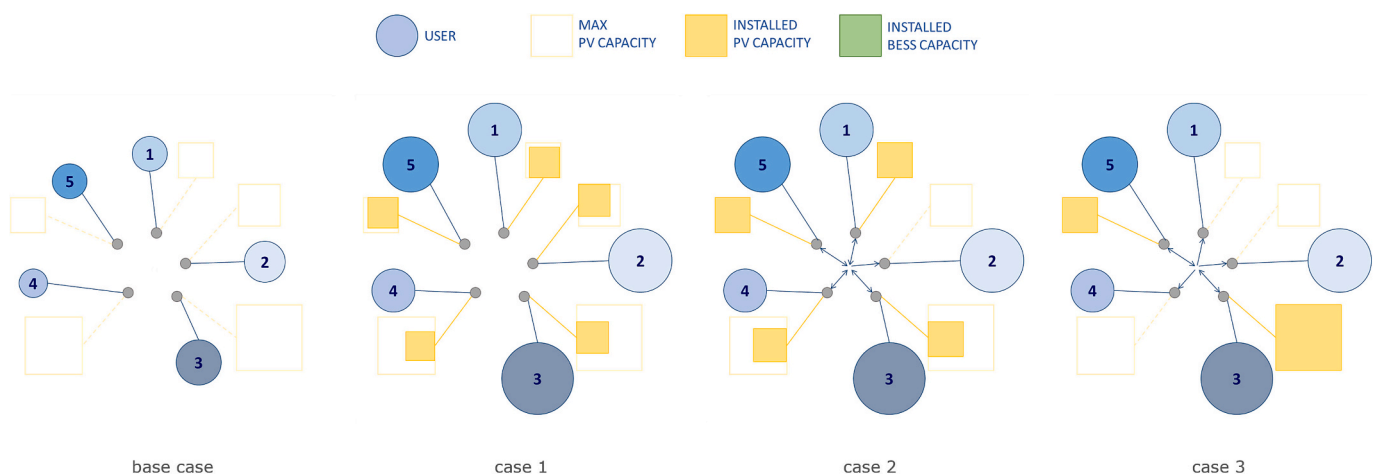 USER
MAX
PV CAPACITY
INSTALLED
PV CAPACITY
INSTALLED
BESS CAPACITY
1
5
2
4
3
base case
1
5
2
4
3
case 1
1
5
2
4
3
case 2
1
5
2
4
3
case 3